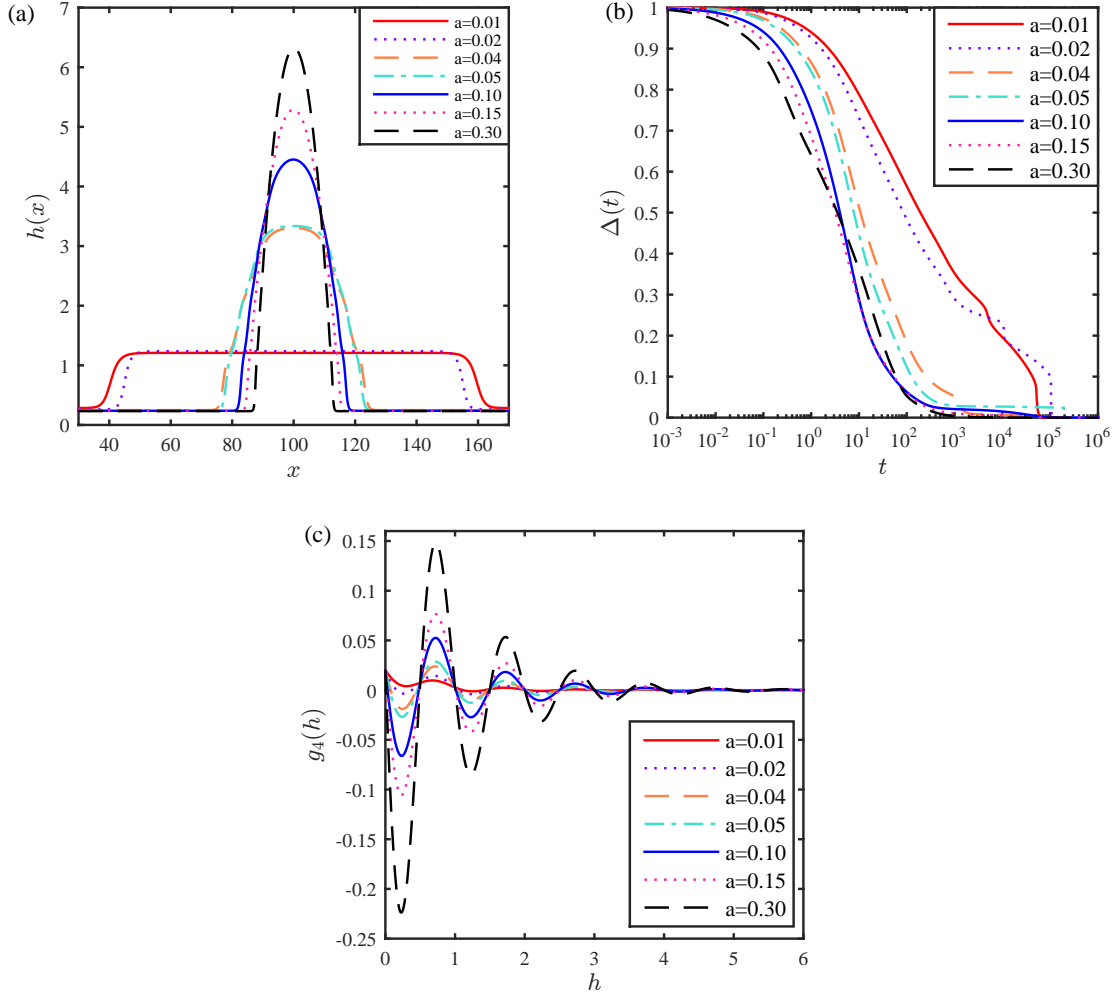 (a)
h(x)
7
6
5
4
3
2
1
0
40 60 80 100 120 140 160
x
a=0.01
a=0.02
a=0.04
a=0.05
a=0.10
a=0.15
a=0.30
(b)
Δ(t)
1
0.9
0.8
0.7
0.6
0.5
0.4
0.3
0.2
0.1
0
10⁻³ 10⁻² 10⁻¹ 10⁰ 10¹ 10² 10³ 10⁴ 10⁵ 10⁶
t
a=0.01
a=0.02
a=0.04
a=0.05
a=0.10
a=0.15
a=0.30
(c)
g₄(h)
0.15
0.1
0.05
0
-0.05
-0.1
-0.15
-0.2
-0.25
0 1 2 3 4 5 6
h
a=0.01
a=0.02
a=0.04
a=0.05
a=0.10
a=0.15
a=0.30